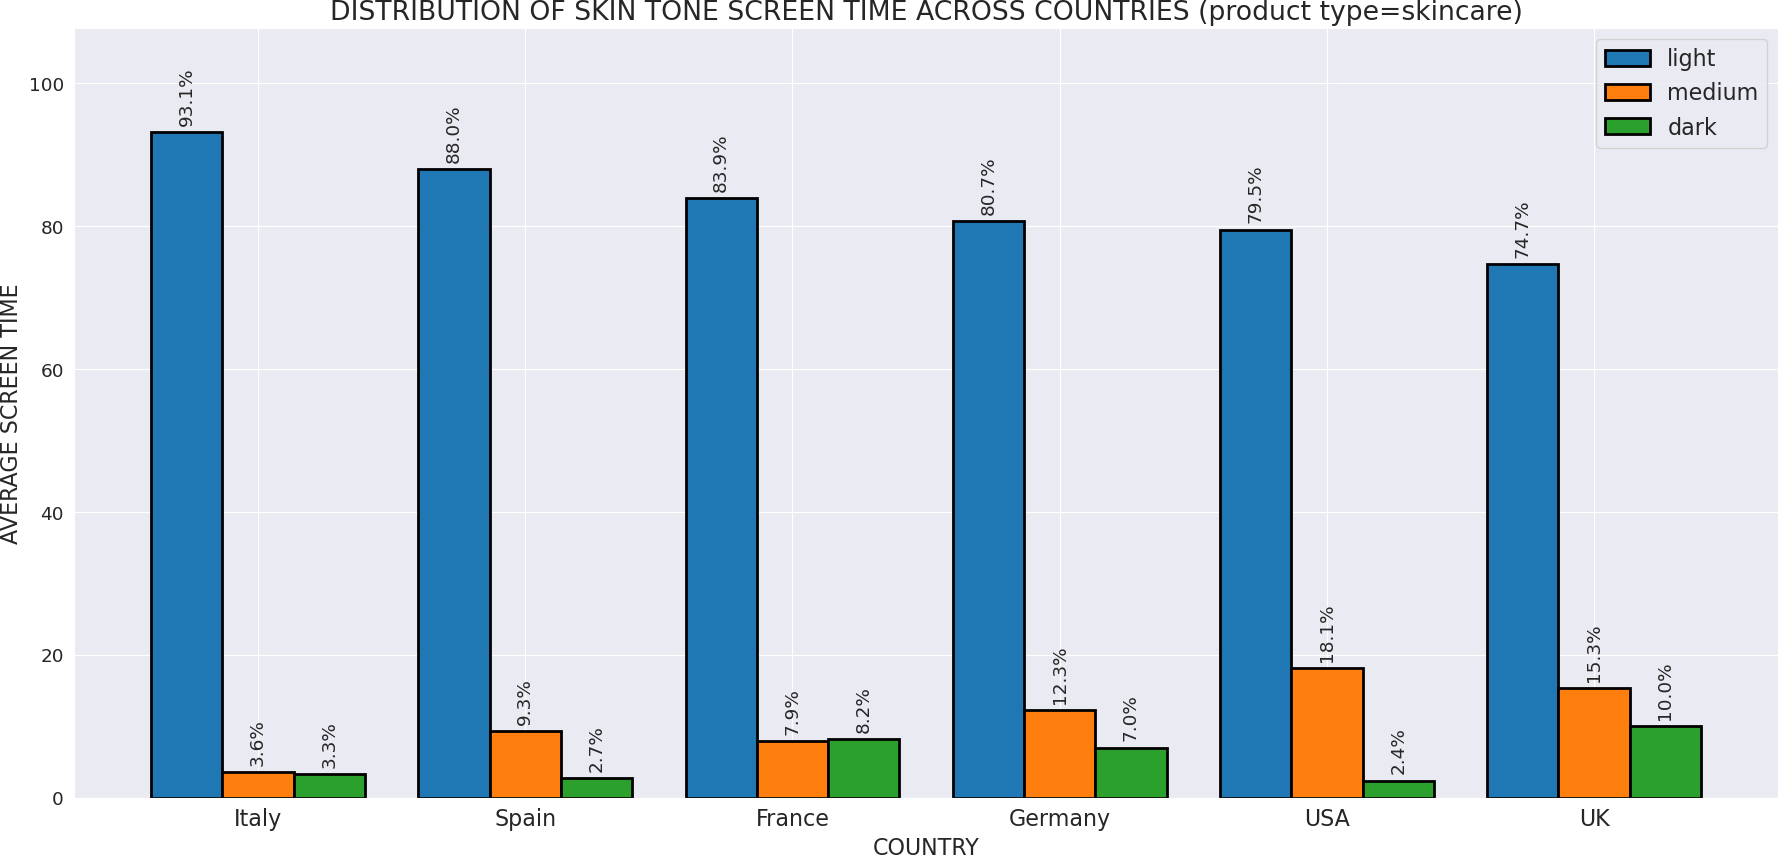 DISTRIBUTION OF SKIN TONE SCREEN TIME ACROSS COUNTRIES (product type=skincare)
light
medium
dark
AVERAGE SCREEN TIME
100
80
60
40
20
0
93.1%
3.6%
3.3%
88.0%
9.3%
2.7%
83.9%
7.9%
8.2%
80.7%
12.3%
7.0%
79.5%
18.1%
2.4%
74.7%
15.3%
10.0%
Italy
Spain
France
Germany
USA
UK
COUNTRY